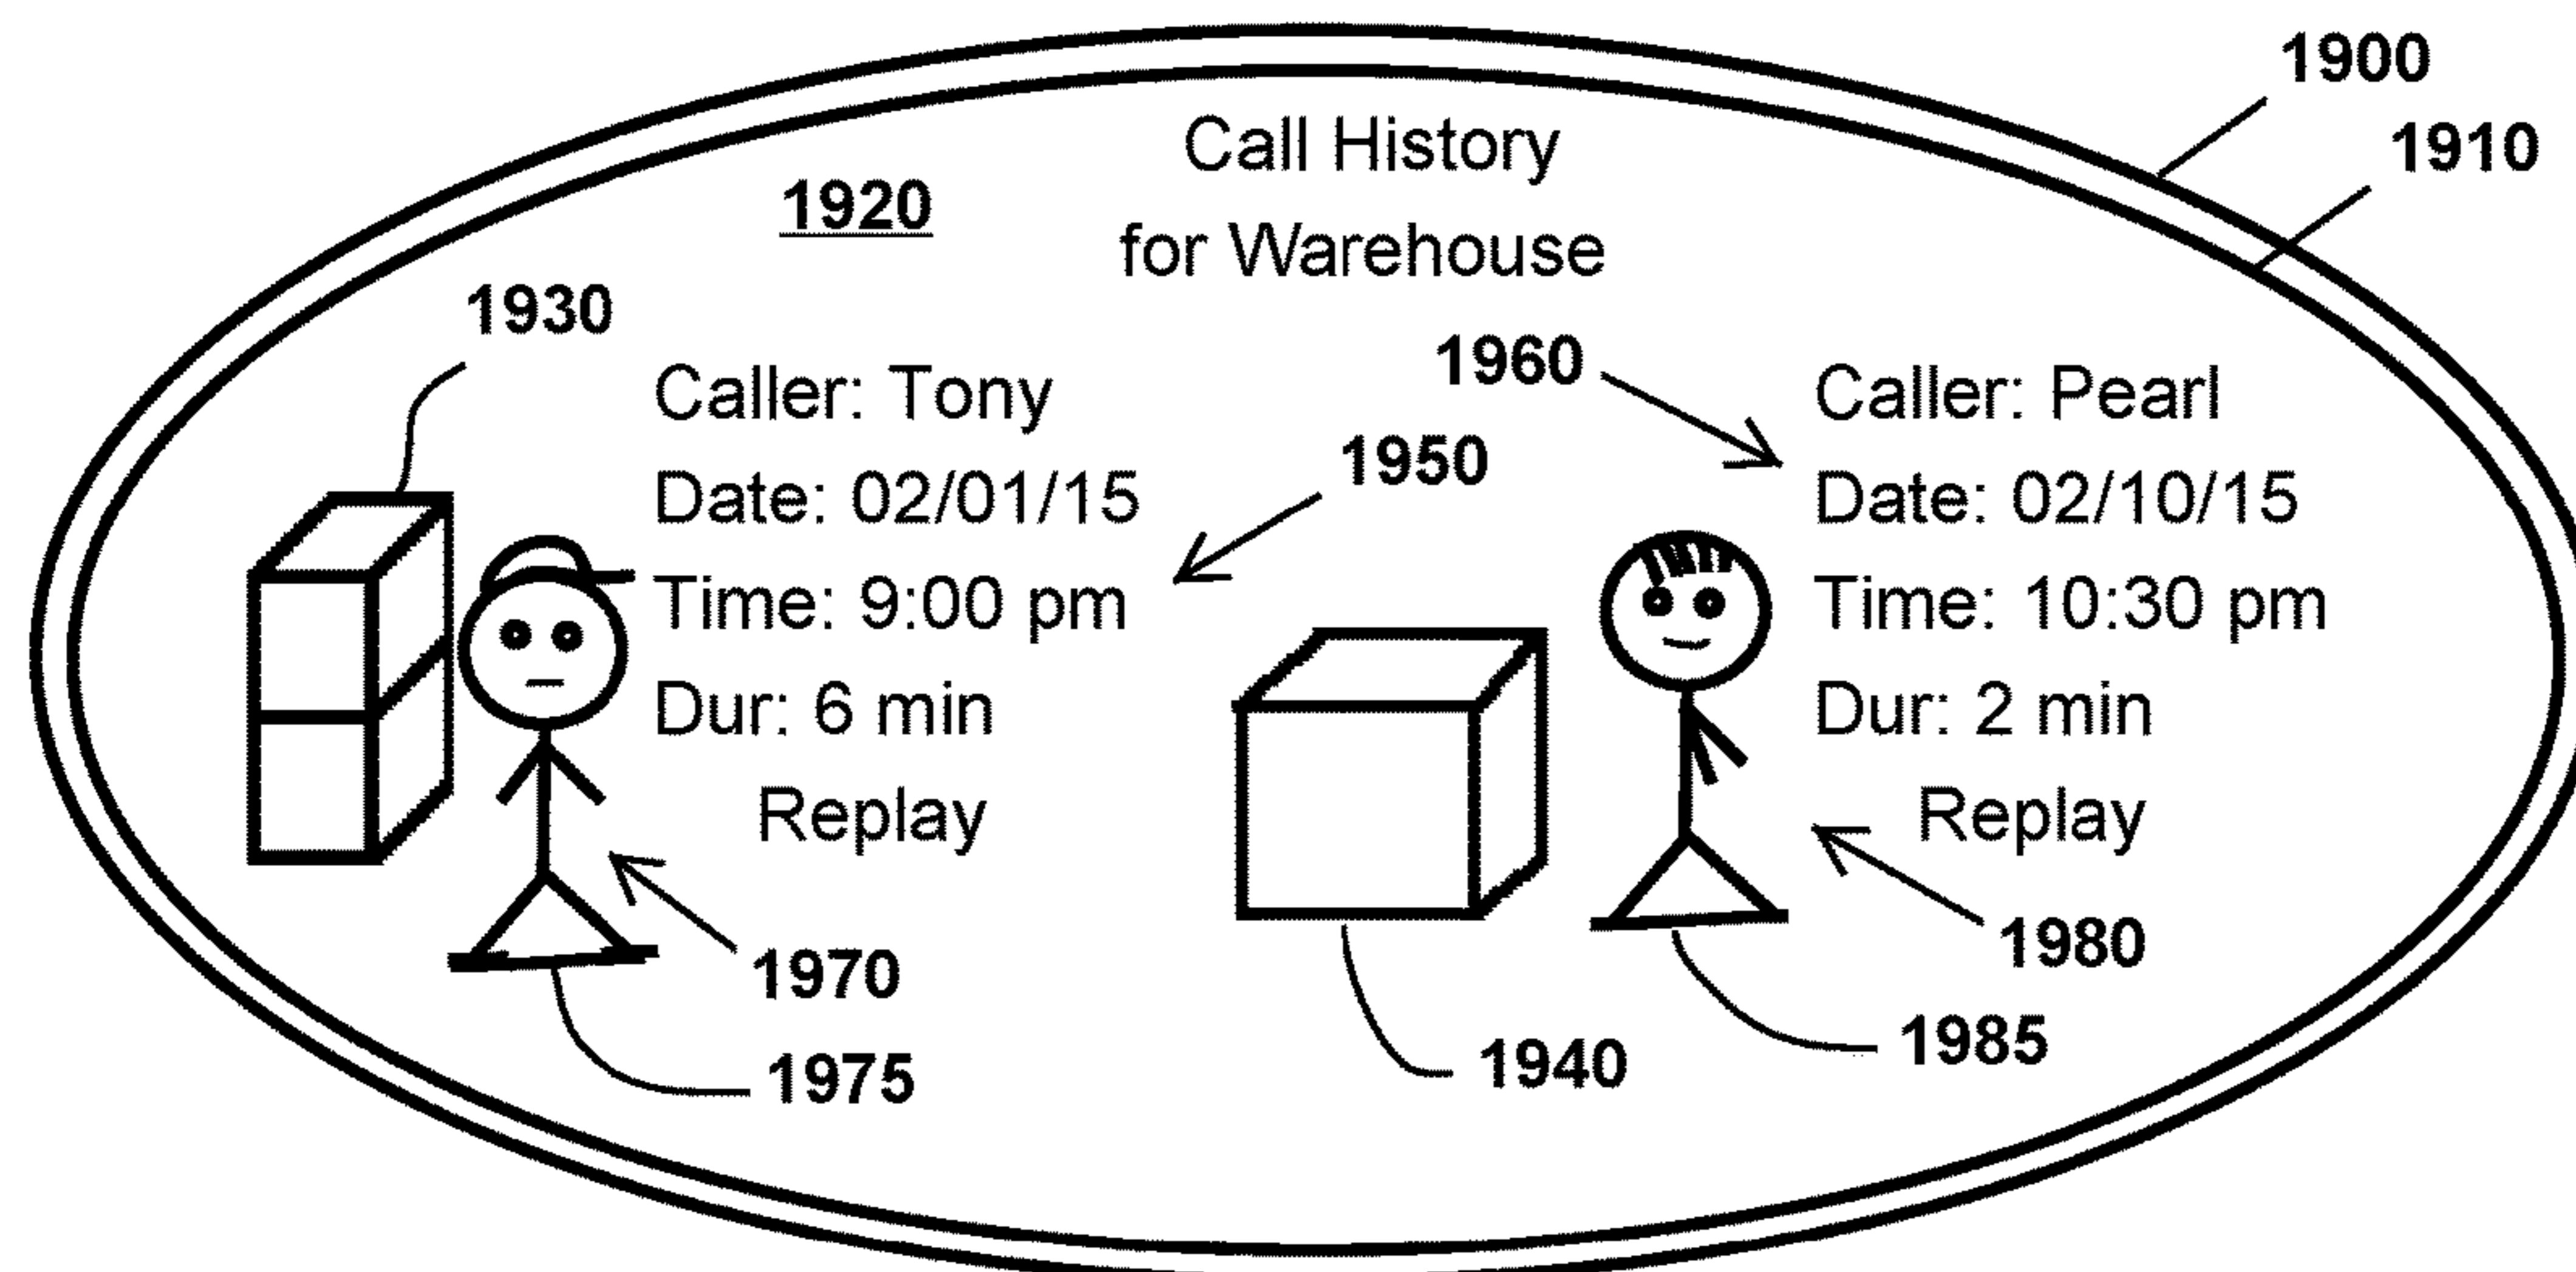 1900
1910
Call History
for Warehouse
1920
1930
1960
1950
Caller: Tony
Date: 02/01/15
Time: 9:00 pm
Dur: 6 min
Replay
Caller: Pearl
Date: 02/10/15
Time: 10:30 pm
Dur: 2 min
Replay
1970
1975
1980
1985
1940